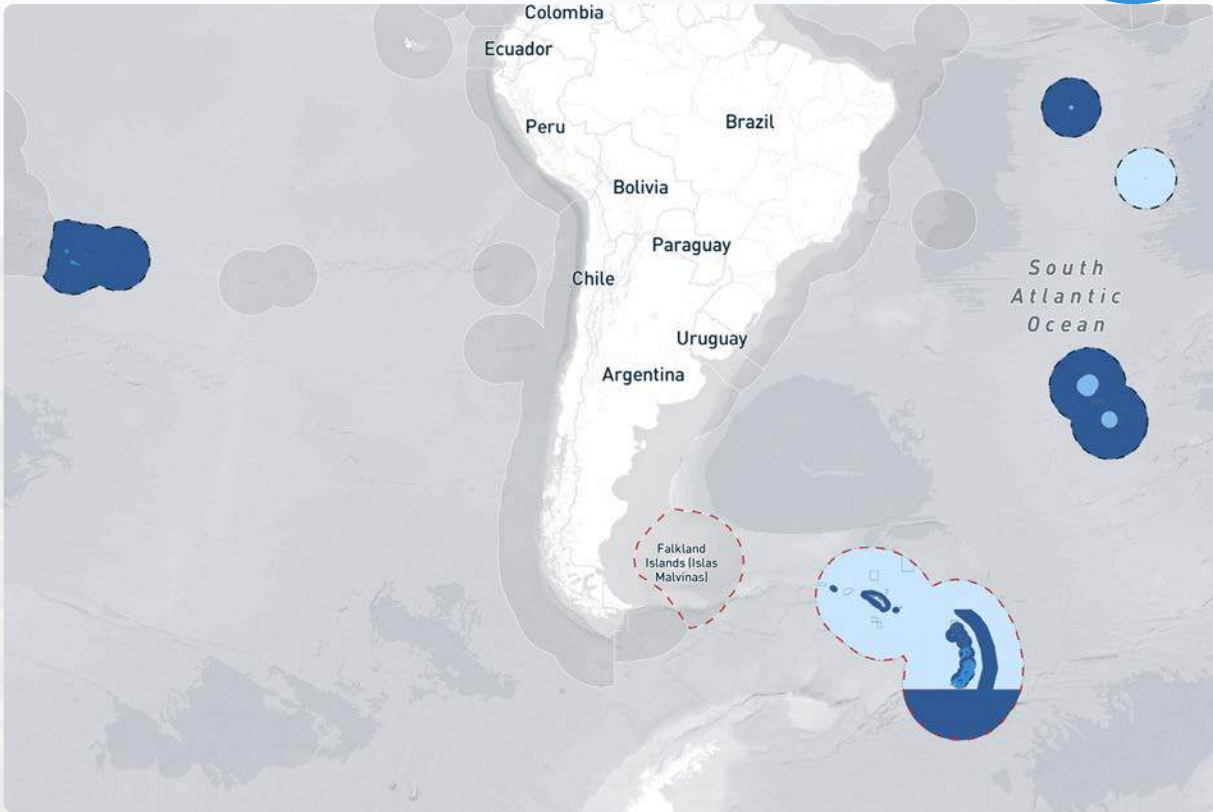 Colombia
Ecuador
Peru
Brazil
Bolivia
Paraguay
Chile
South
Atlantic
Ocean
Uruguay
Argentina
Falkland
Islands (Islas
Malvinas)